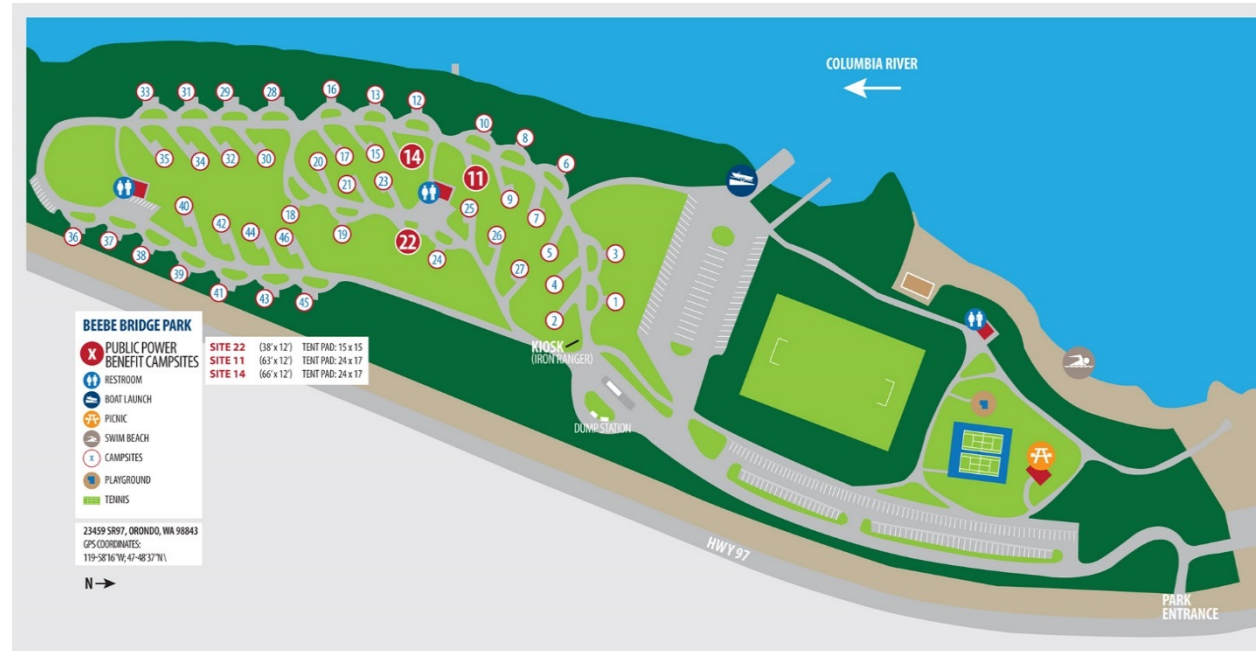 COLUMBIA RIVER
33
31
29
28
16
13
12
10
8
6
35
34
32
30
20
17
15
14
11
21
23
9
7
40
18
25
42
44
46
19
22
24
26
5
3
27
4
1
2
36
37
38
39
41
43
45
KIOSK
(IRON RANGER)
DUMP STATION
HWY 97
PARK
ENTRANCE
BEEBE BRIDGE PARK
X PUBLIC POWER
BENEFIT CAMPSITES
RESTROOM
BOAT LAUNCH
PICNIC
SWIM BEACH
x CAMPSITES
PLAYGROUND
TENNIS
SITE 22 (38' x 12') TENT PAD: 15 x 15
SITE 11 (63' x 12') TENT PAD: 24 x 17
SITE 14 (66' x 12') TENT PAD: 24 x 17
23459 SR97, ORONDO, WA 98843
GPS COORDINATES:
119-58'16"W; 47-48'37"N\
N